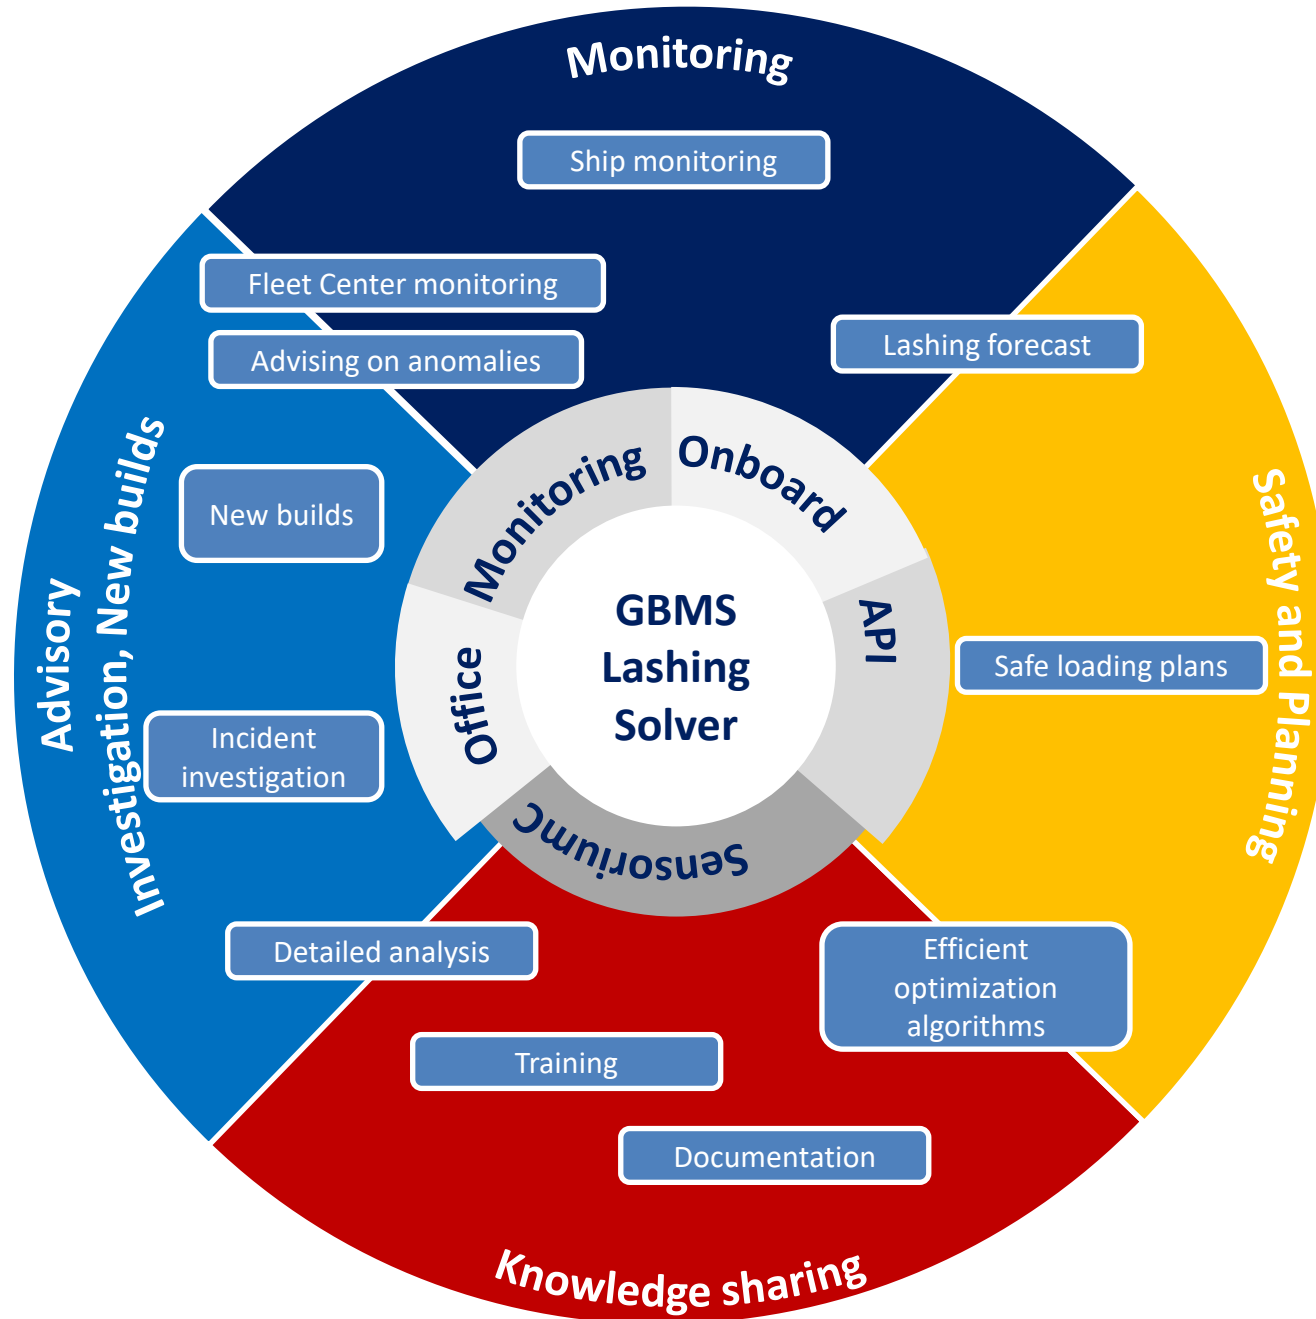 Monitoring
Ship monitoring
Fleet Center monitoring
Lashing forecast
Advising on anomalies
Advisory
Investigation, New builds
New builds
Incident
investigation
Monitoring
Onboard
API
Office
SensoriumC
GBMS
Lashing
Solver
Safety and Planning
Safe loading plans
Detailed analysis
Efficient
optimization
algorithms
Training
Documentation
Knowledge sharing